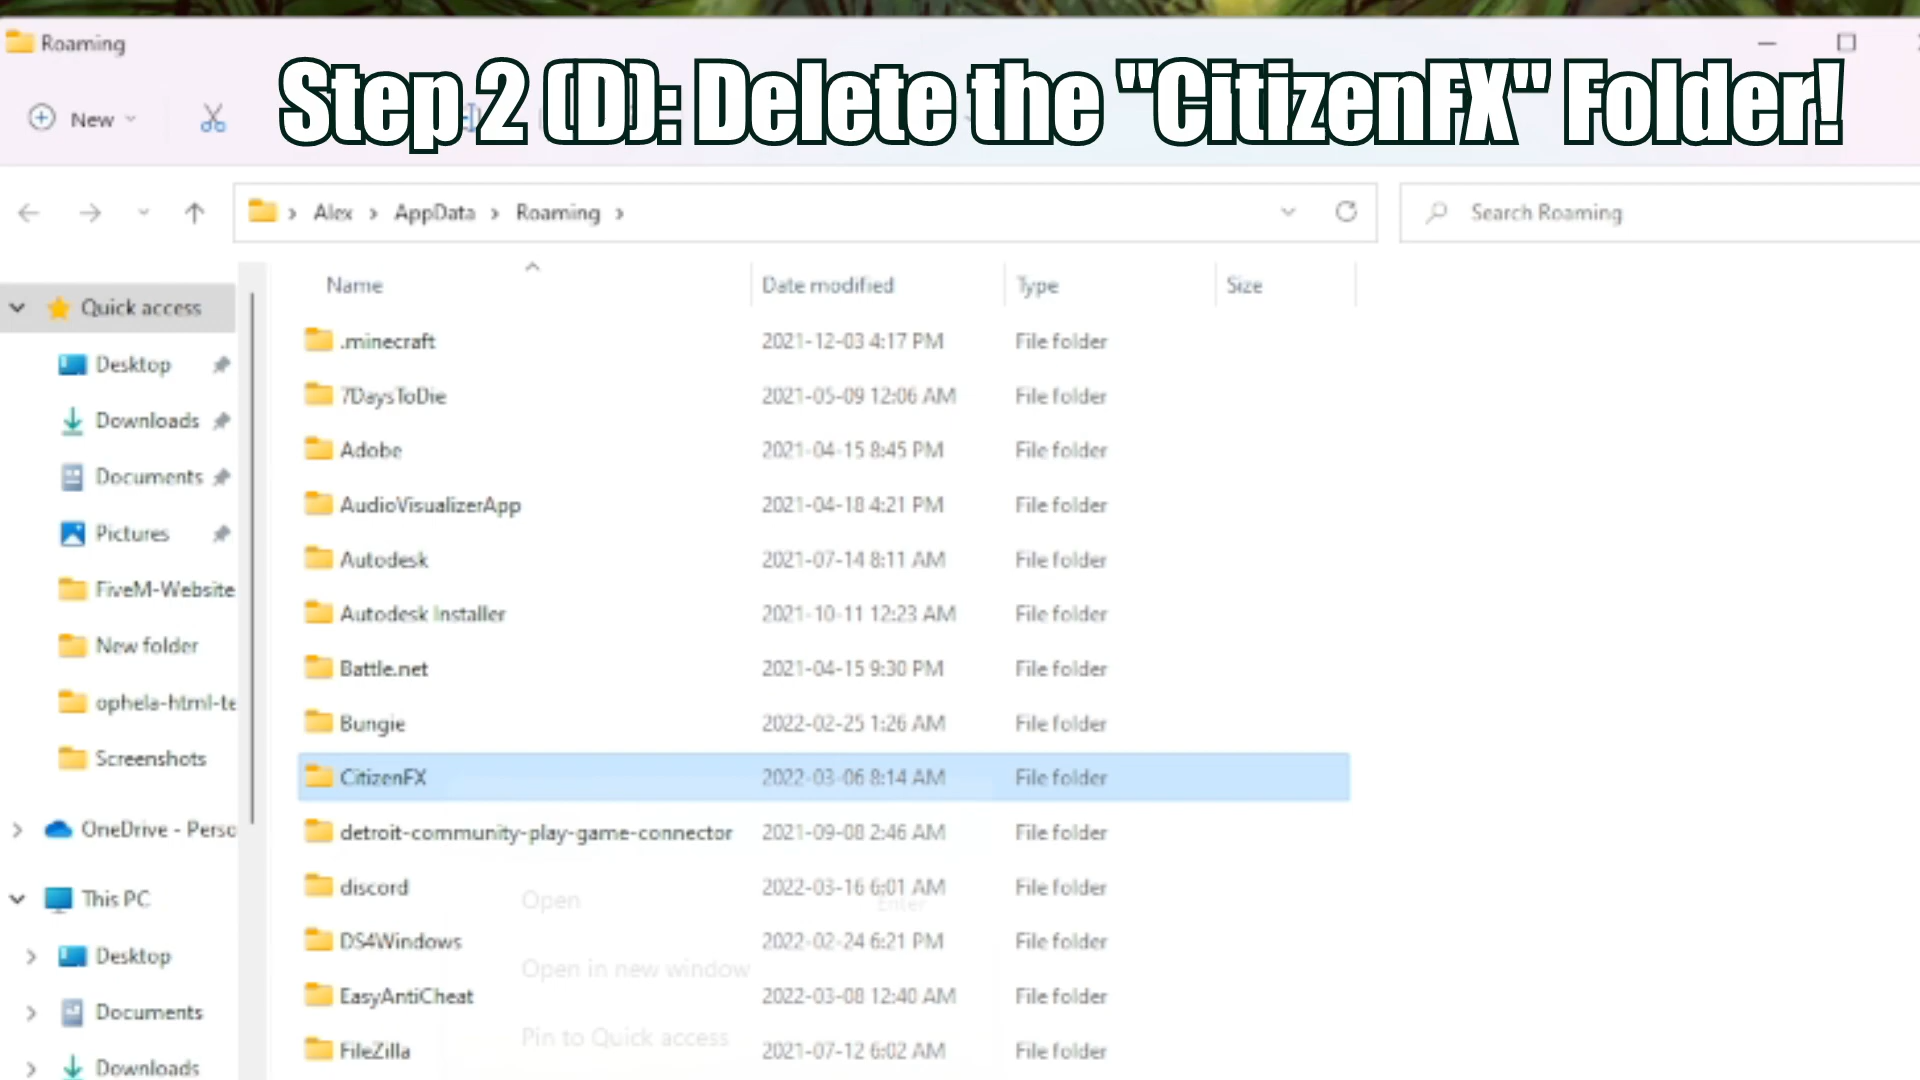 Roaming
Step 2 (D): Delete the "CitizenFX" Folder!
New
Alex > AppData > Roaming >
Search Roaming
Name Date modified Type Size
Quick access
Desktop
Downloads
Documents
Pictures
FiveM-Website
New folder
ophela-html-te
Screenshots
OneDrive - Perso
This PC
Desktop
Documents
Downloads
.minecraft 2021-12-03 4:17 PM File folder
7DaysToDie 2021-05-09 12:06 AM File folder
Adobe 2021-04-15 8:45 PM File folder
AudioVisualizerApp 2021-04-18 4:21 PM File folder
Autodesk 2021-07-14 8:11 AM File folder
Autodesk Installer 2021-10-11 12:23 AM File folder
Battle.net 2021-04-15 9:30 PM File folder
Bungie 2022-02-25 1:26 AM File folder
CitizenFX 2022-03-06 8:14 AM File folder
detroit-community-play-game-connector 2021-09-08 2:46 AM File folder
discord 2022-03-16 6:01 AM File folder
DS4Windows 2022-02-24 6:21 PM File folder
EasyAntiCheat 2022-03-08 12:40 AM File folder
FileZilla 2021-07-12 6:02 AM File folder
Open Enter
Open in new window
Pin to Quick access